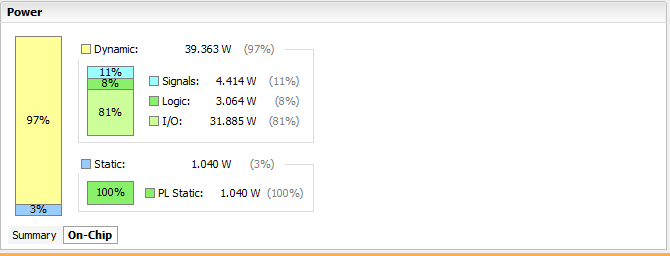 Power
Dynamic: 39.363 W (97%)
11%
8%
81%
Signals: 4.414 W (11%)
Logic: 3.064 W (8%)
I/O: 31.885 W (81%)
97%
3%
Static: 1.040 W (3%)
100%
PL Static: 1.040 W (100%)
Summary On-Chip